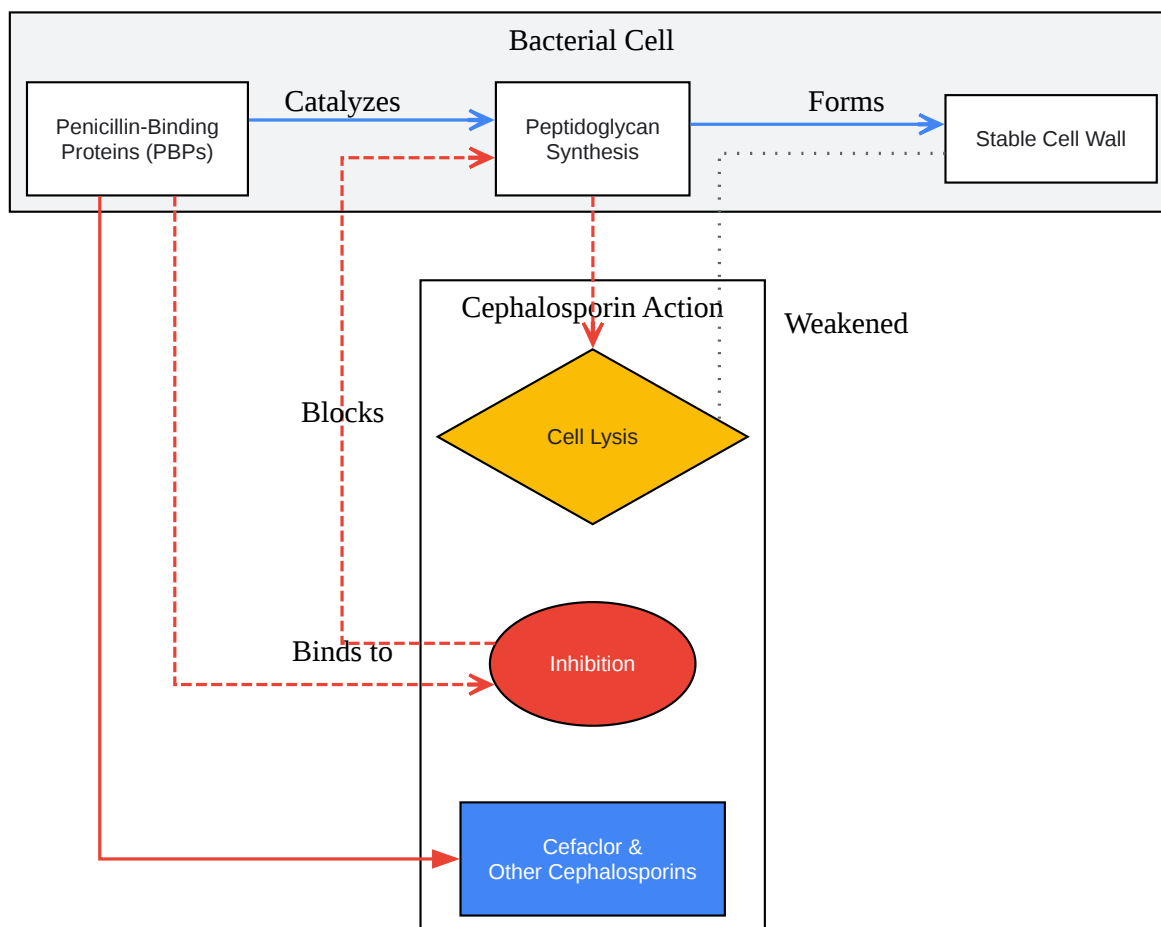 Bacterial Cell
Penicillin-Binding
Proteins (PBPs)
Catalyzes
Peptidoglycan
Synthesis
Forms
Stable Cell Wall
Cephalosporin Action
Weakened
Blocks
Cell Lysis
Binds to
Inhibition
Cefaclor &
Other Cephalosporins